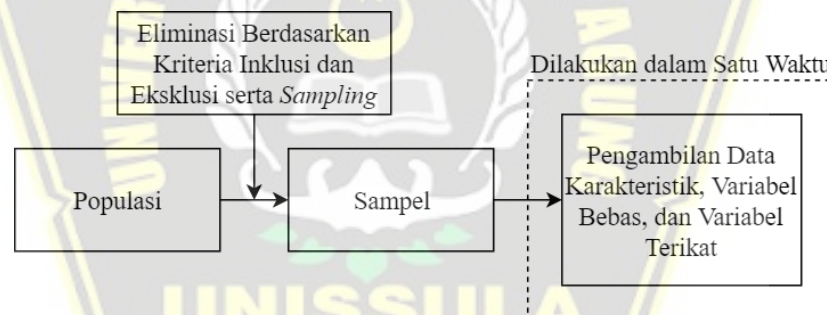 Eliminasi Berdasarkan
Kriteria Inklusi dan
Eksklusi serta Sampling
Dilakukan dalam Satu Waktu
Populasi
Sampel
Pengambilan Data
Karakteristik, Variabel
Bebas, dan Variabel
Terikat
AGUNG
UNISSULA